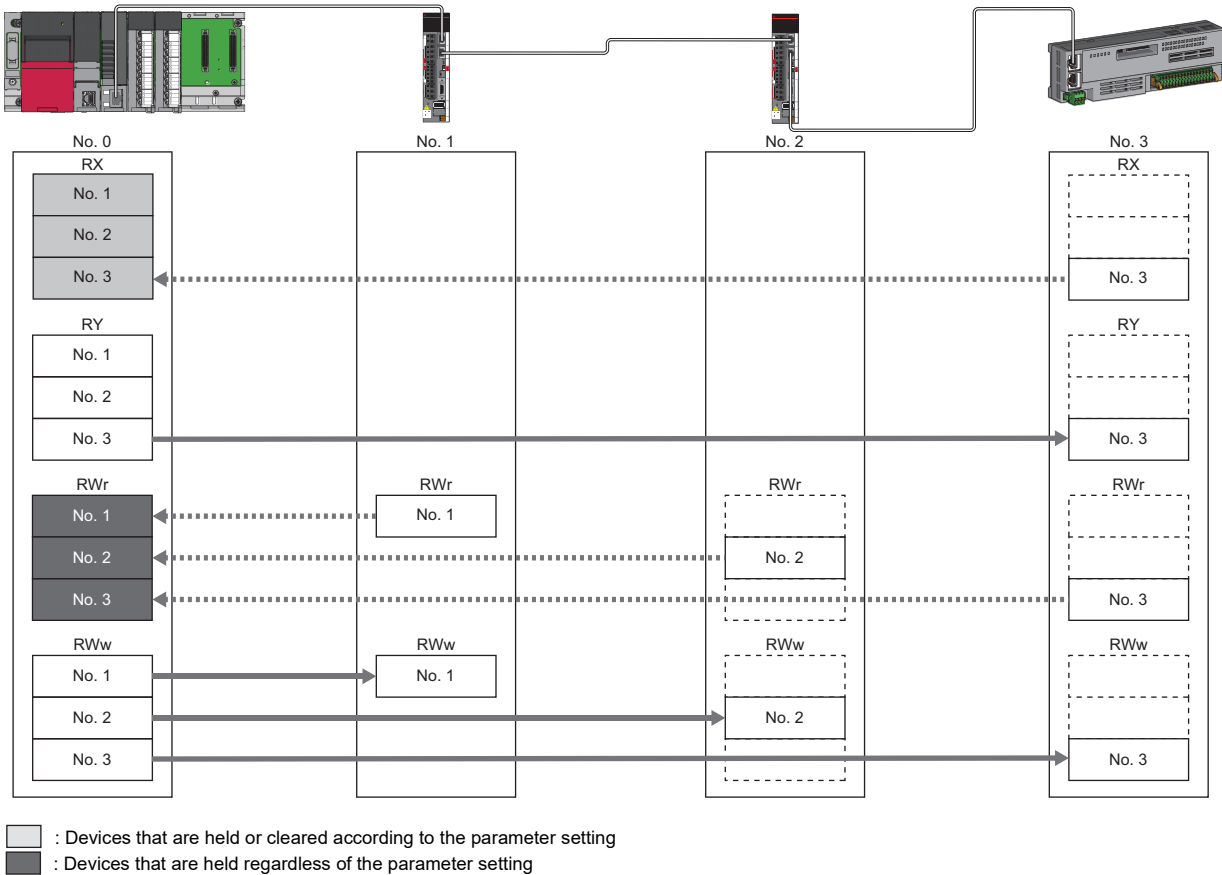 No. 0 No. 1 No. 2 No. 3
RX RX
No. 1
No. 2
No. 3 No. 3
RY RY
No. 1
No. 2
No. 3 No. 3
RWr RWr RWr RWr
No. 1 No. 1
No. 2 No. 2
No. 3 No. 3
RWw RWw RWw RWw
No. 1 No. 1
No. 2 No. 2
No. 3 No. 3
: Devices that are held or cleared according to the parameter setting
: Devices that are held regardless of the parameter setting